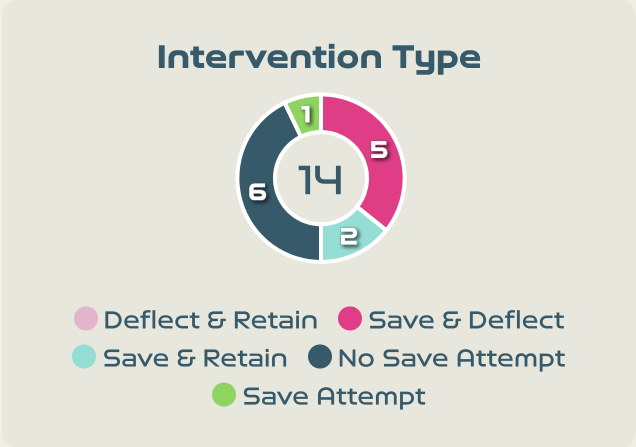 Intervention Type
1
5
14
6
2
Deflect & Retain Save & Deflect
Save & Retain No Save Attempt
Save Attempt